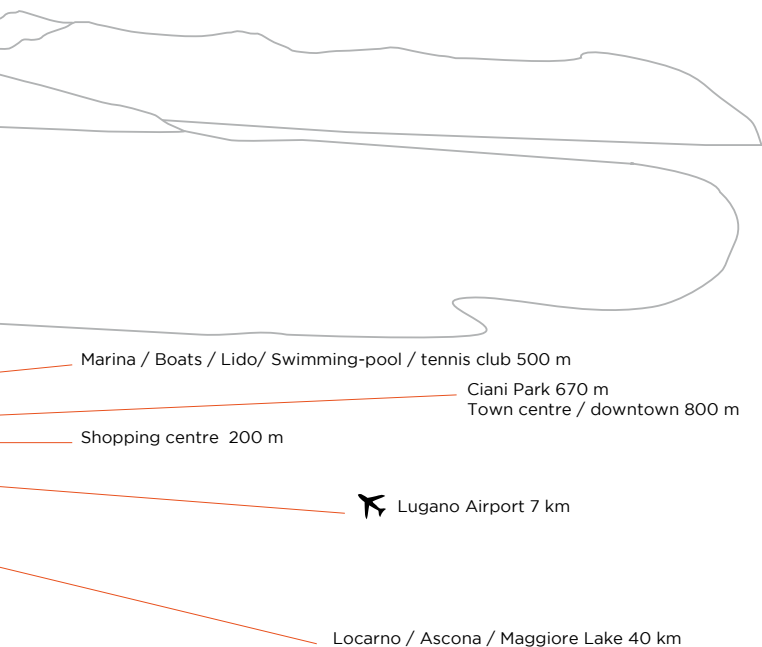 Marina / Boats / Lido/ Swimming-pool / tennis club 500 m
Ciani Park 670 m
Town centre / downtown 800 m
Shopping centre  200 m
Lugano Airport 7 km
Locarno / Ascona / Maggiore Lake 40 km